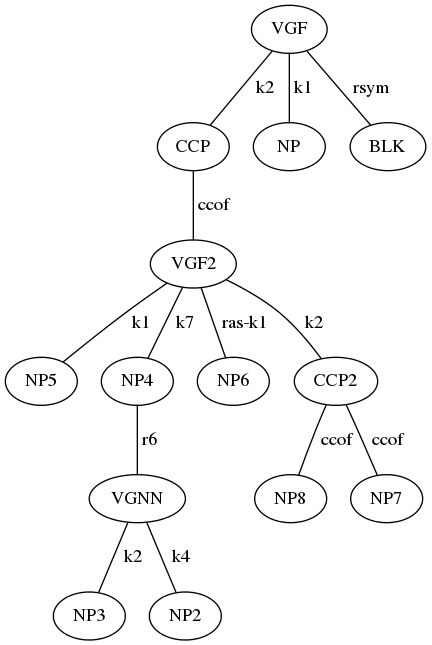 VGF
k2 k1 rsym
CCP NP BLK
ccof
VGF2
k1 k7 ras-k1 k2
NP5 NP4 NP6 CCP2
r6 ccof ccof
VGNN NP8 NP7
k2 k4
NP3 NP2